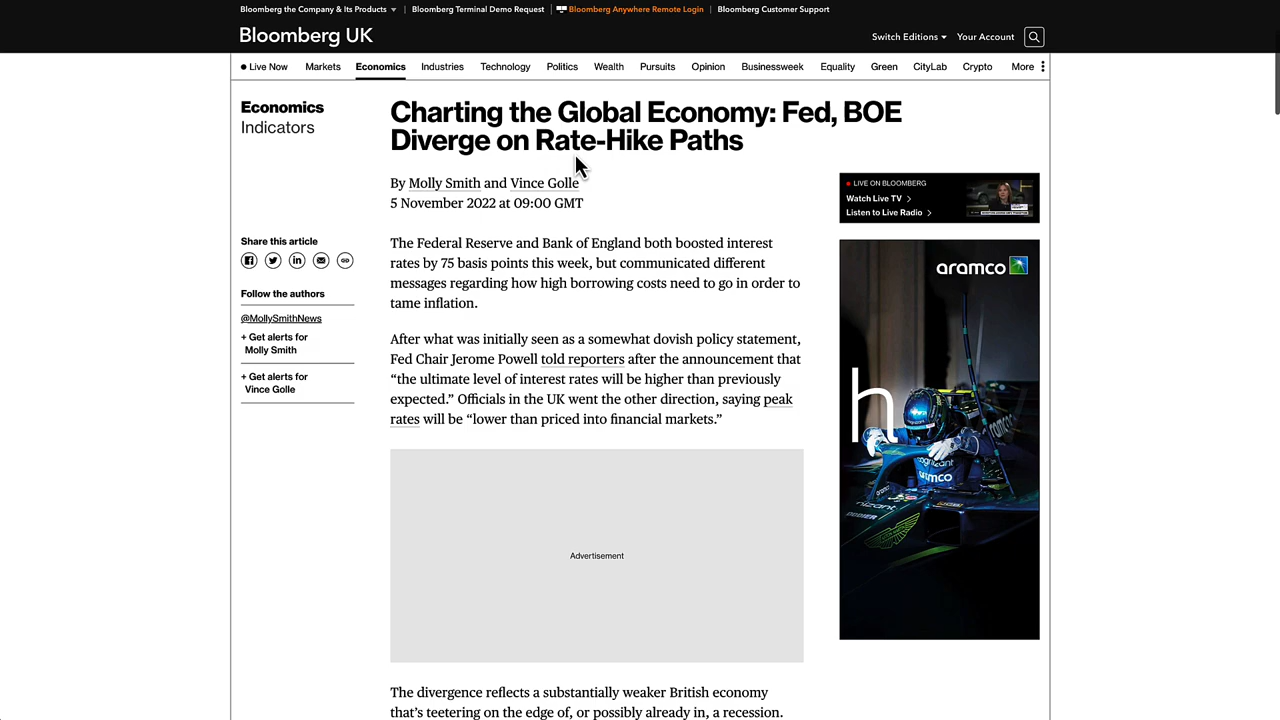 Bloomberg the Company & Its Products
Bloomberg Terminal Demo Request
Bloomberg Anywhere Remote Login
Bloomberg Customer Support
Bloomberg UK
Switch Editions
Your Account
Live Now
Markets
Economics
Industries
Technology
Politics
Wealth
Pursuits
Opinion
Businessweek
Equality
Green
CityLab
Crypto
More
Economics
Indicators
Charting the Global Economy: Fed, BOE
Diverge on Rate-Hike Paths
By Molly Smith and Vince Golle
5 November 2022 at 09:00 GMT
Share this article
Follow the authors
@MollySmithNews
+ Get alerts for
Molly Smith
+ Get alerts for
Vince Golle
The Federal Reserve and Bank of England both boosted interest
rates by 75 basis points this week, but communicated different
messages regarding how high borrowing costs need to go in order to
tame inflation.
After what was initially seen as a somewhat dovish policy statement,
Fed Chair Jerome Powell told reporters after the announcement that
“the ultimate level of interest rates will be higher than previously
expected.” Officials in the UK went the other direction, saying peak
rates will be “lower than priced into financial markets.”
Advertisement
The divergence reflects a substantially weaker British economy
that’s teetering on the edge of, or possibly already in, a recession.
LIVE ON BLOOMBERG
Watch Live TV
Listen to Live Radio
aramco
h
cognizant
aramco